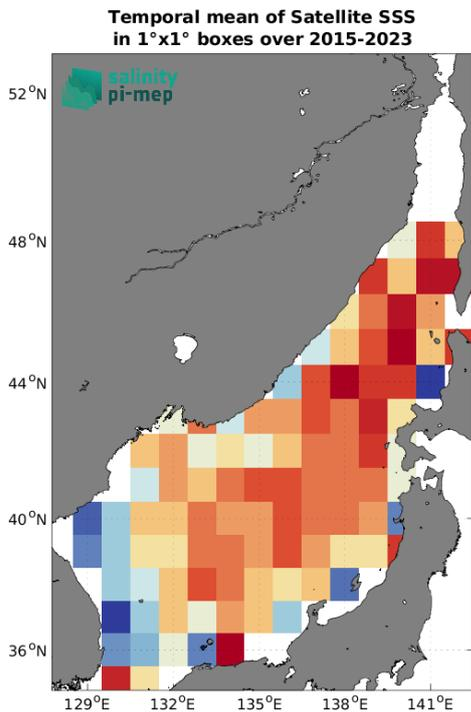 Temporal mean of Satellite SSS
in 1°x1° boxes over 2015-2023
salinity
pi-mep
52°N
48°N
44°N
40°N
36°N
129°E 132°E 135°E 138°E 141°E